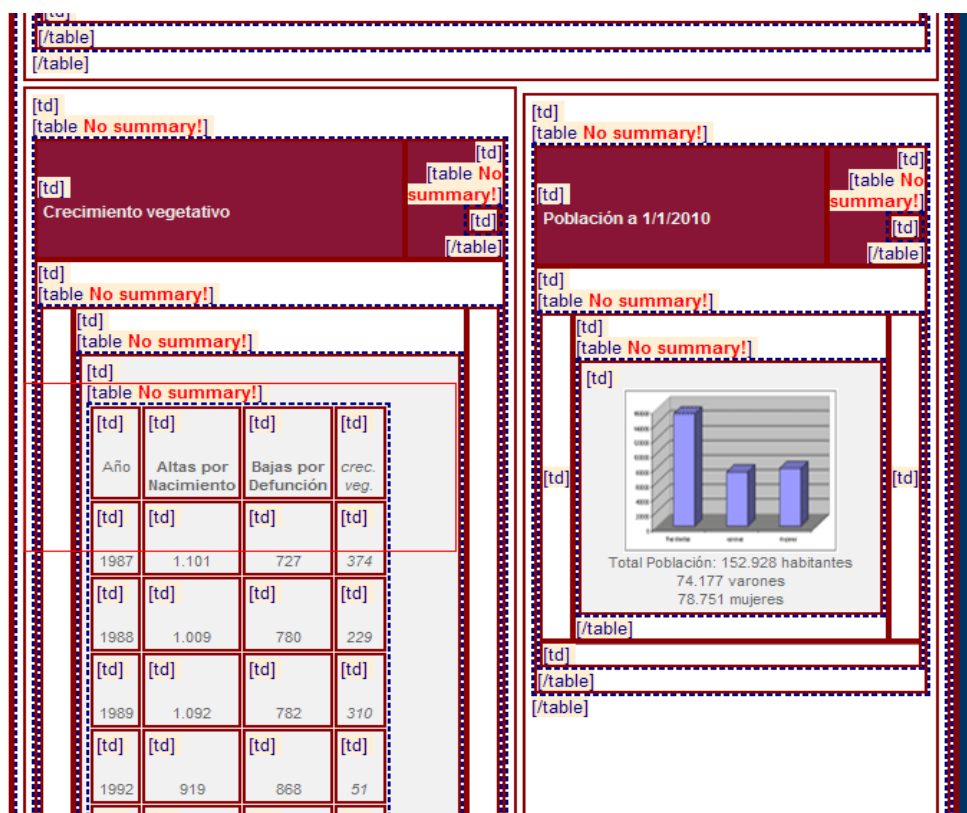 [td]
[/table]
[/table]
[td]
[table No summary!]
[td]
Crecimiento vegetativo
[td]
[table No
summary!]
[td]
[/table]
[td]
[table No summary!]
[td]
[table No summary!]
[td]
[table No summary!]
[td] [td] [td] [td]
Año Altas por Nacimiento Bajas por Defunción crec. veg.
[td] [td] [td] [td]
1987 1.101 727 374
[td] [td] [td] [td]
1988 1.009 780 229
[td] [td] [td] [td]
1989 1.092 782 310
[td] [td] [td] [td]
1992 919 868 51
[td]
[table No summary!]
[td]
Población a 1/1/2010
[td]
[table No
summary!]
[td]
[/table]
[td]
[table No summary!]
[td]
[td]
[table No summary!]
[td]
Total Población: 152.928 habitantes
74.177 varones
78.751 mujeres
[/table]
[td]
[td]
[/table]
[/table]